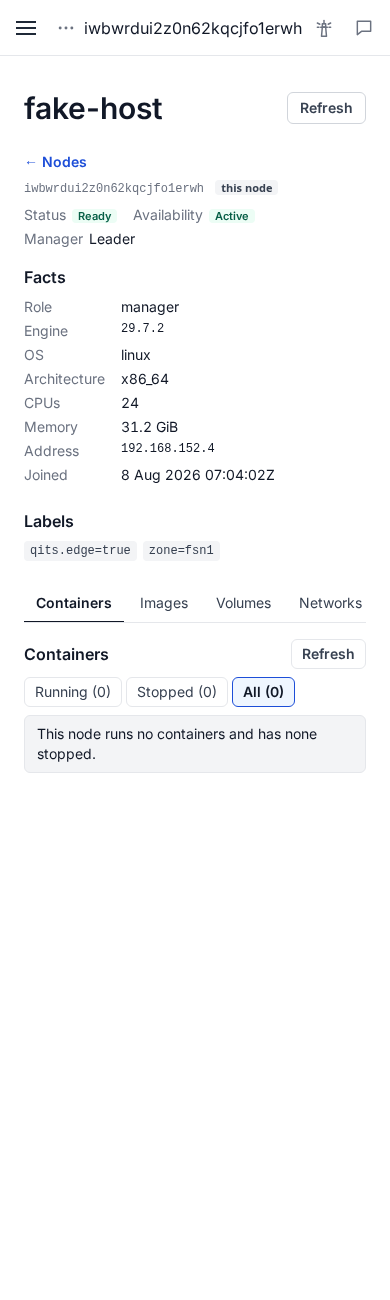 iwbwrdui2z0n62kqcjfo1erwh
fake-host
Refresh
← Nodes
iwbwrdui2z0n62kqcjfo1erwh this node
Status Ready Availability Active
Manager Leader
Facts
Role manager
Engine 29.7.2
OS linux
Architecture x86_64
CPUs 24
Memory 31.2 GiB
Address 192.168.152.4
Joined 8 Aug 2026 07:04:02Z
Labels
qits.edge=true zone=fsn1
Containers Images Volumes Networks
Containers Refresh
Running (0) Stopped (0) All (0)
This node runs no containers and has none
stopped.